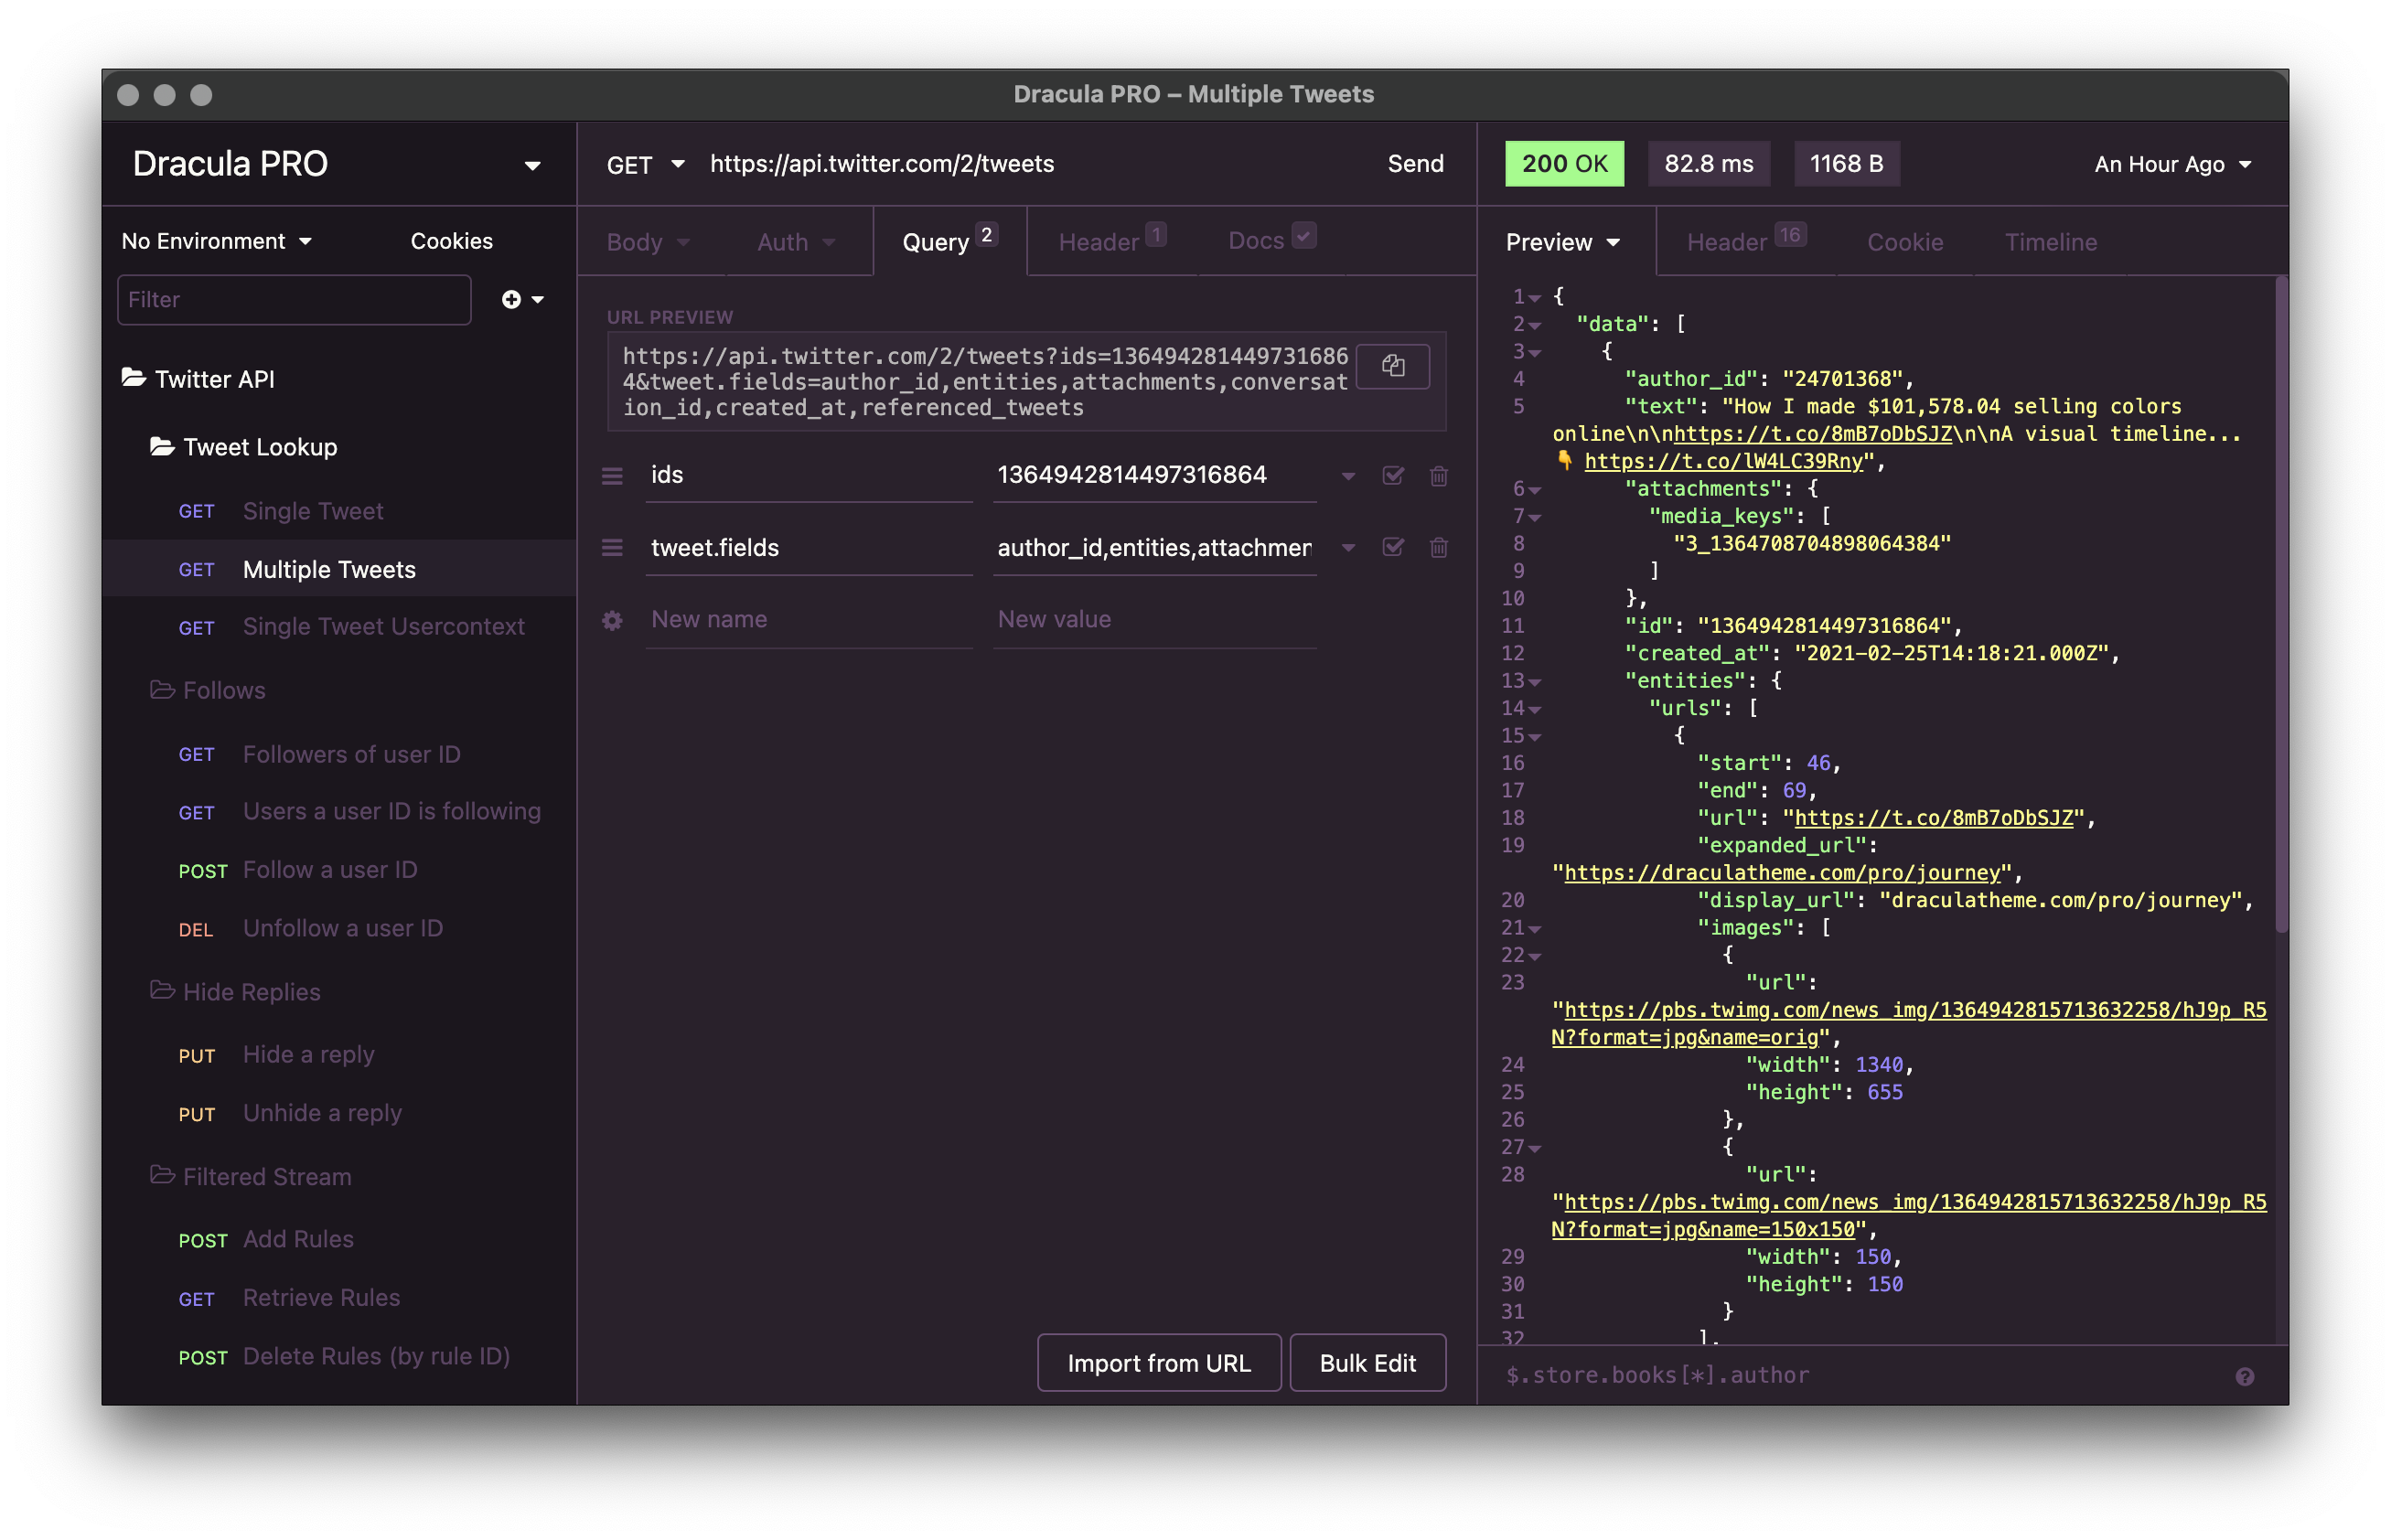 Dracula PRO – Multiple Tweets
Dracula PRO
No Environment
Cookies
Filter
Twitter API
Tweet Lookup
GET Single Tweet
GET Multiple Tweets
GET Single Tweet Usercontext
Follows
GET Followers of user ID
GET Users a user ID is following
POST Follow a user ID
DEL Unfollow a user ID
Hide Replies
PUT Hide a reply
PUT Unhide a reply
Filtered Stream
POST Add Rules
GET Retrieve Rules
POST Delete Rules (by rule ID)
GET https://api.twitter.com/2/tweets Send
Body Auth Query 2 Header 1 Docs
URL PREVIEW
https://api.twitter.com/2/tweets?ids=136494281449731686
4&tweet.fields=author_id,entities,attachments,conversat
ion_id,created_at,referenced_tweets
ids 1364942814497316864
tweet.fields author_id,entities,attachmen
New name New value
Import from URL Bulk Edit
200 OK 82.8 ms 1168 B An Hour Ago
Preview Header 16 Cookie Timeline
1 {
2 "data": [
3 {
4 "author_id": "24701368",
5 "text": "How I made $101,578.04 selling colors
online\n\nhttps://t.co/8mB7oDbSJZ\n\nA visual timeline...
👇 https://t.co/lW4LC39Rny",
6 "attachments": {
7 "media_keys": [
8 "3_1364708704898064384"
9 ]
10 },
11 "id": "1364942814497316864",
12 "created_at": "2021-02-25T14:18:21.000Z",
13 "entities": {
14 "urls": [
15 {
16 "start": 46,
17 "end": 69,
18 "url": "https://t.co/8mB7oDbSJZ",
19 "expanded_url":
"https://draculatheme.com/pro/journey",
20 "display_url": "draculatheme.com/pro/journey",
21 "images": [
22 {
23 "url":
"https://pbs.twimg.com/news_img/1364942815713632258/hJ9p_R5
N?format=jpg&name=orig",
24 "width": 1340,
25 "height": 655
26 },
27 {
28 "url":
"https://pbs.twimg.com/news_img/1364942815713632258/hJ9p_R5
N?format=jpg&name=150x150",
29 "width": 150,
30 "height": 150
31 }
32 ],
$.store.books[*].author